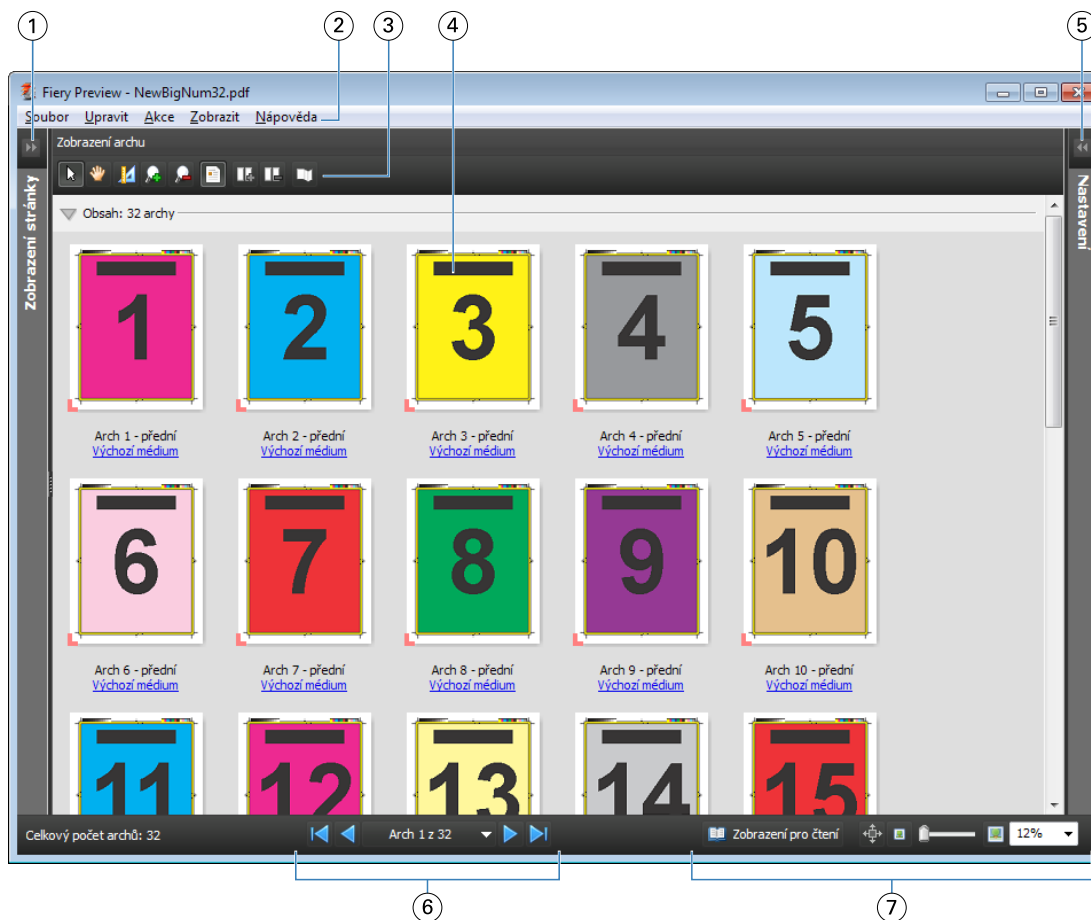 1 2 3 4 5
Fiery Preview - NewBigNum32.pdf
Soubor Upravit Akce Zobrazit Nápověda
Zobrazení archu
Zobrazení stránky
Nastavení
Obsah: 32 archy
1 2 3 4 5
Arch 1 - přední Arch 2 - přední Arch 3 - přední Arch 4 - přední Arch 5 - přední
Výchozí médium Výchozí médium Výchozí médium Výchozí médium Výchozí médium
6 7 8 9 10
Arch 6 - přední Arch 7 - přední Arch 8 - přední Arch 9 - přední Arch 10 - přední
Výchozí médium Výchozí médium Výchozí médium Výchozí médium Výchozí médium
11 12 13 14 15
Celkový počet archů: 32 Arch 1 z 32 Zobrazení pro čtení 12%
6 7